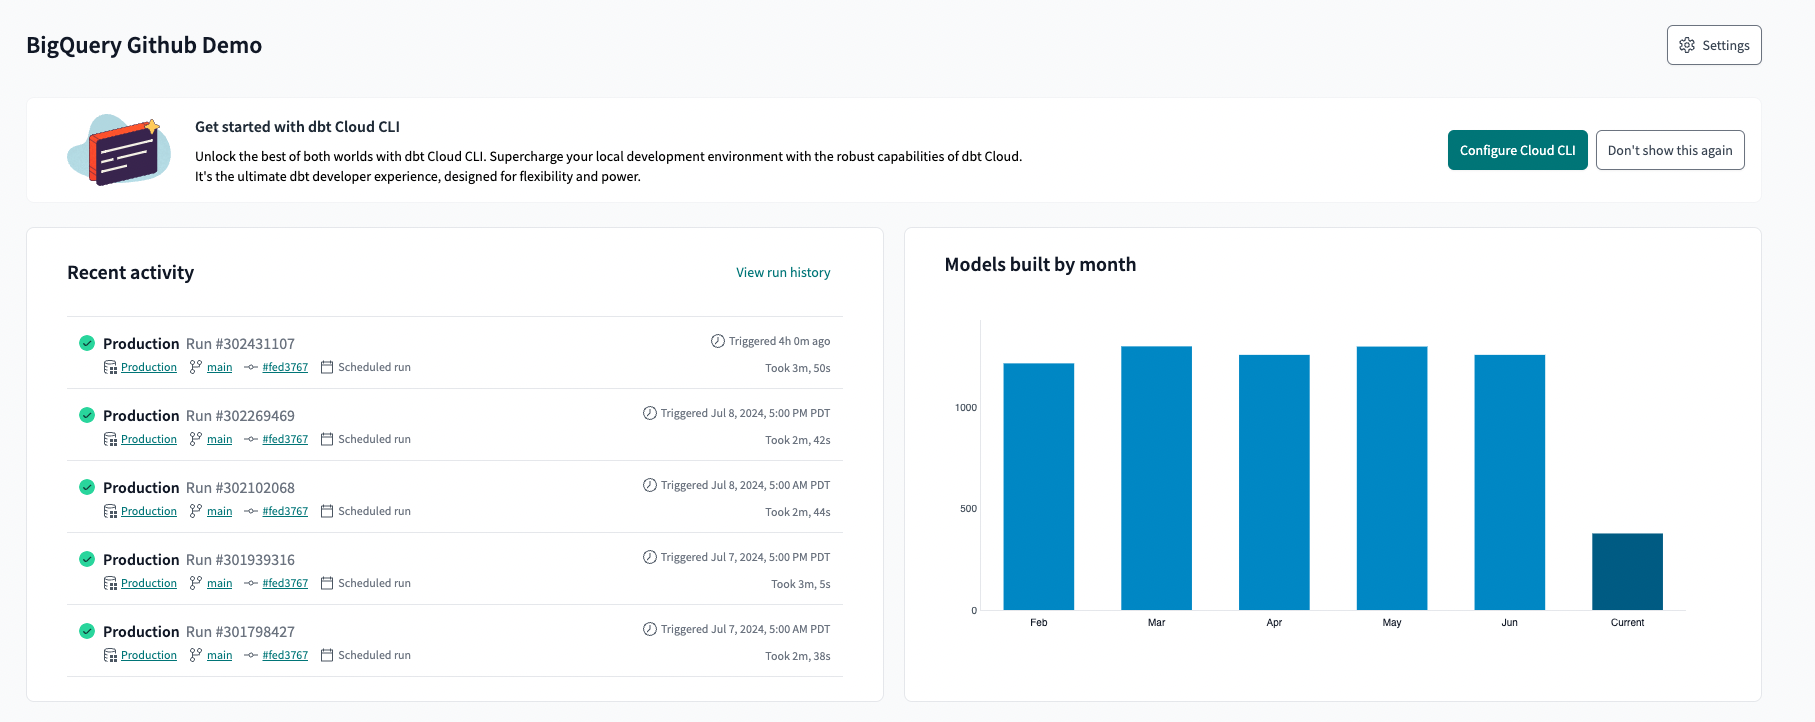 BigQuery Github Demo
Settings
Get started with dbt Cloud CLI
Unlock the best of both worlds with dbt Cloud CLI. Supercharge your local development environment with the robust capabilities of dbt Cloud.
It's the ultimate dbt developer experience, designed for flexibility and power.
Configure Cloud CLI
Don't show this again
Recent activity
View run history
Production Run #302431107
Triggered 4h 0m ago
Production main #fed3767 Scheduled run
Took 3m, 50s
Production Run #302269469
Triggered Jul 8, 2024, 5:00 PM PDT
Production main #fed3767 Scheduled run
Took 2m, 42s
Production Run #302102068
Triggered Jul 8, 2024, 5:00 AM PDT
Production main #fed3767 Scheduled run
Took 2m, 44s
Production Run #301939316
Triggered Jul 7, 2024, 5:00 PM PDT
Production main #fed3767 Scheduled run
Took 3m, 5s
Production Run #301798427
Triggered Jul 7, 2024, 5:00 AM PDT
Production main #fed3767 Scheduled run
Took 2m, 38s
Models built by month
1000
500
0
Feb Mar Apr May Jun Current